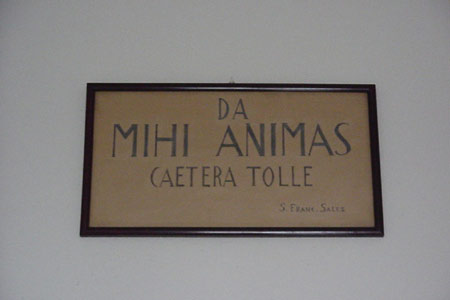 DA
MIHI ANIMAS
CAETERA TOLLE
S. FRANC. SALES